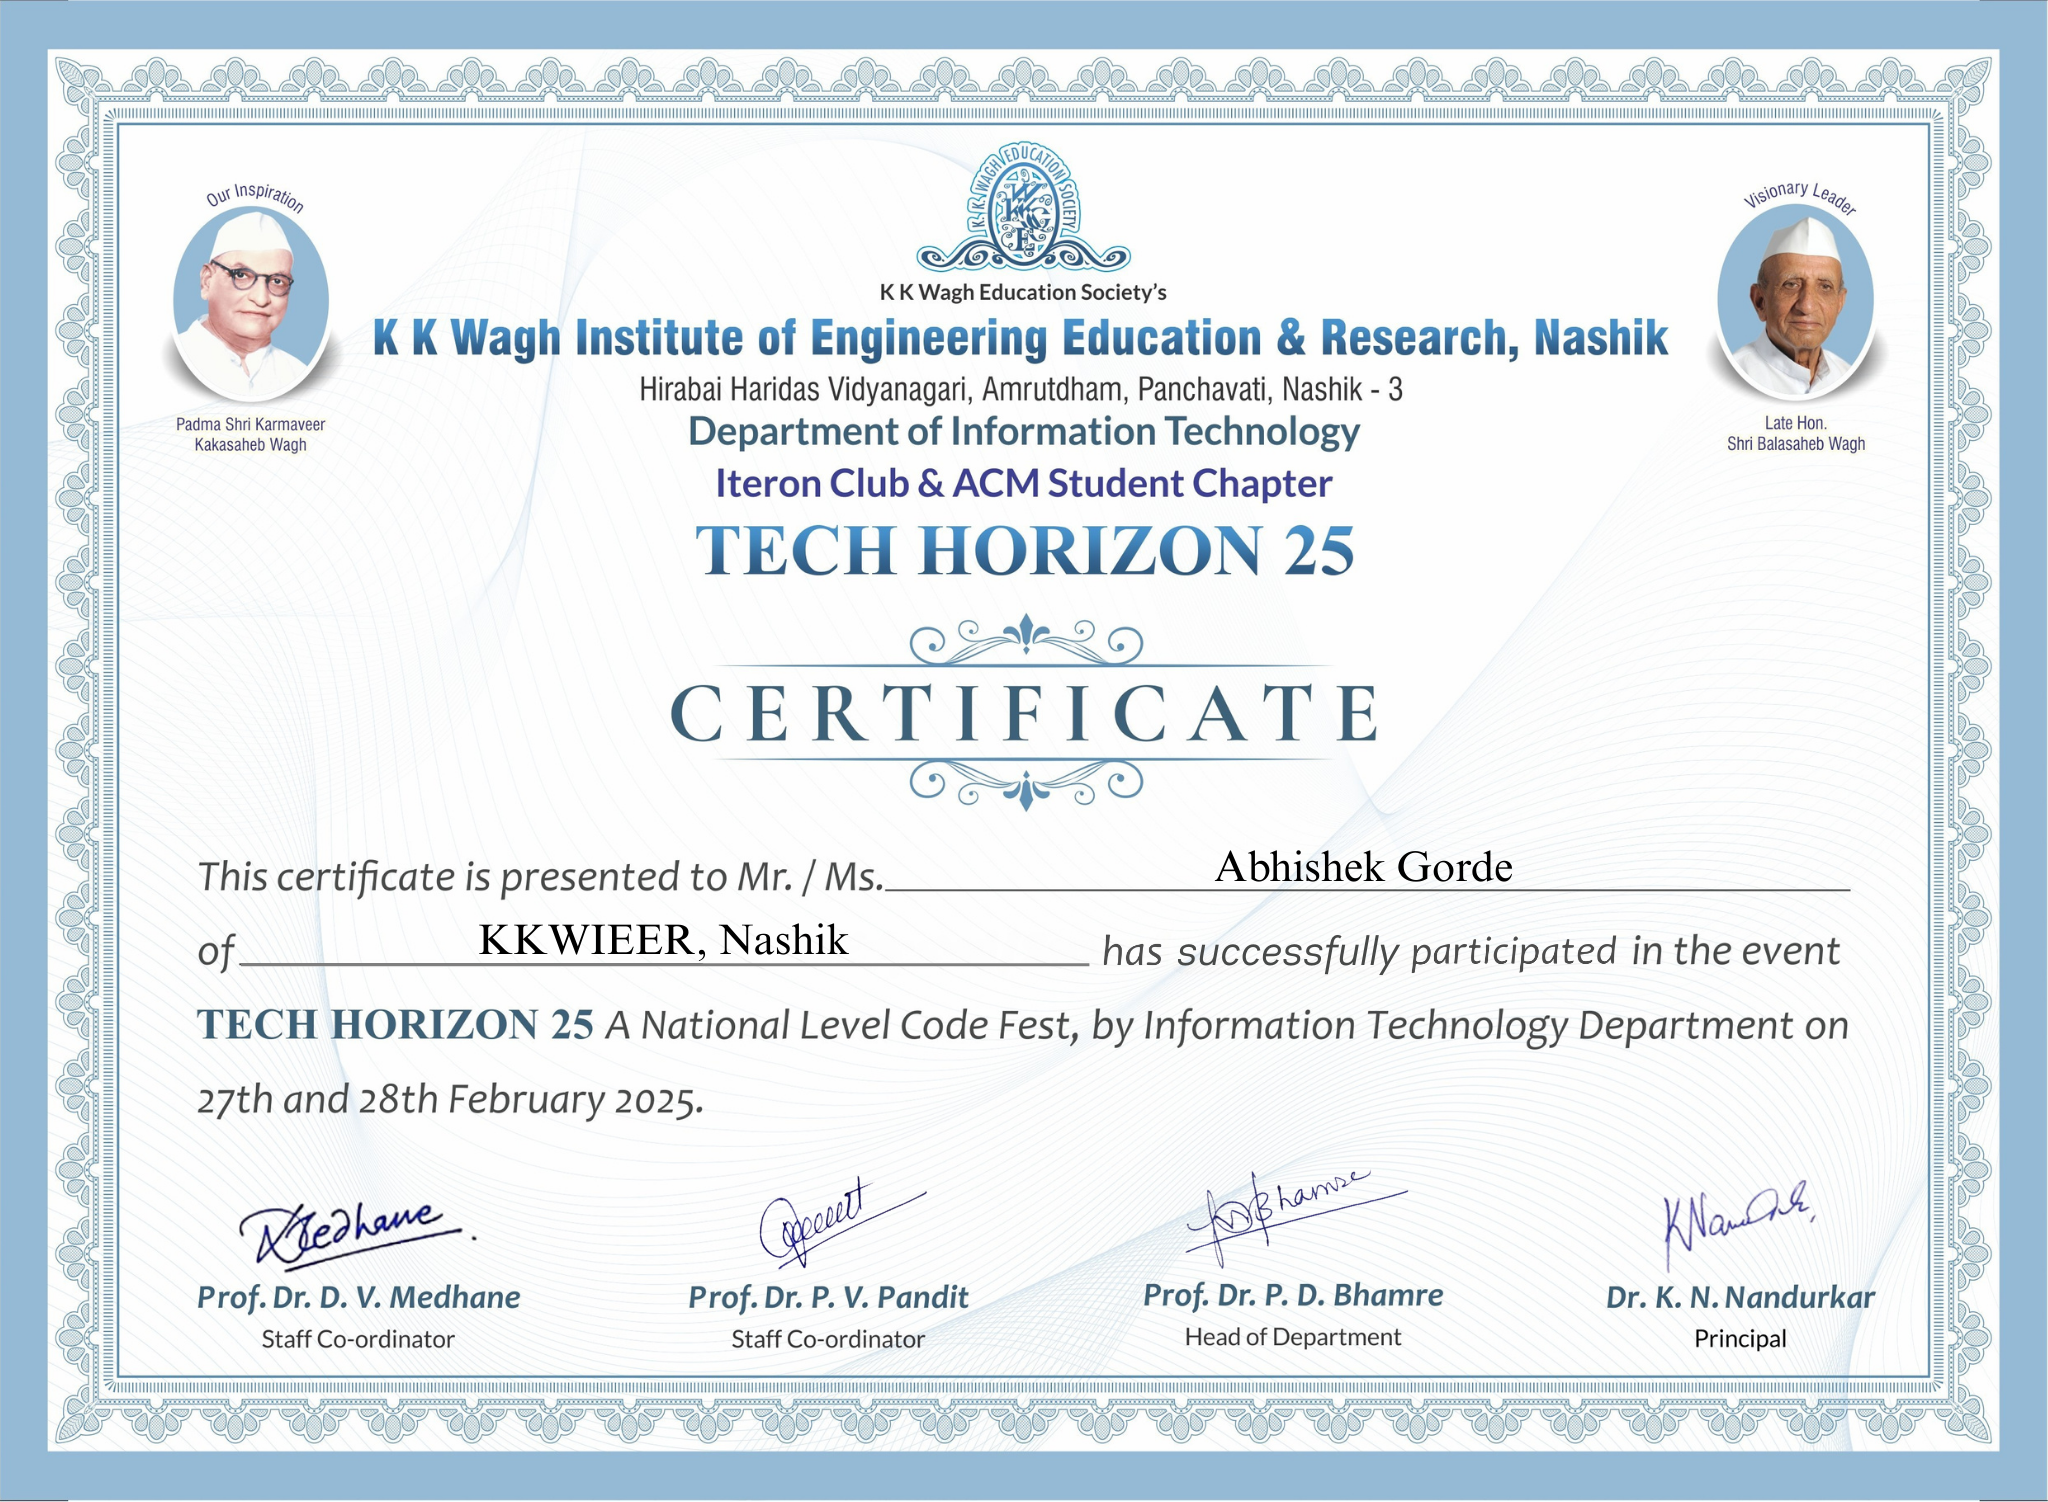 K. K. WAGH EDUCATION SOCIETY
Our Inspiration
Visionary Leader
K K Wagh Education Society's
K K Wagh Institute of Engineering Education & Research, Nashik
Hirabai Haridas Vidyanagari, Amrutdham, Panchavati, Nashik - 3
Padma Shri Karmaveer
Kakasaheb Wagh
Late Hon.
Shri Balasaheb Wagh
Department of Information Technology
Iteron Club & ACM Student Chapter
TECH HORIZON 25
CERTIFICATE
This certificate is presented to Mr. / Ms. Abhishek Gorde
of KKWIEER, Nashik has successfully participated in the event
TECH HORIZON 25 A National Level Code Fest, by Information Technology Department on
27th and 28th February 2025.
Prof. Dr. D. V. Medhane
Staff Co-ordinator
Prof. Dr. P. V. Pandit
Staff Co-ordinator
Prof. Dr. P. D. Bhamre
Head of Department
Dr. K. N. Nandurkar
Principal